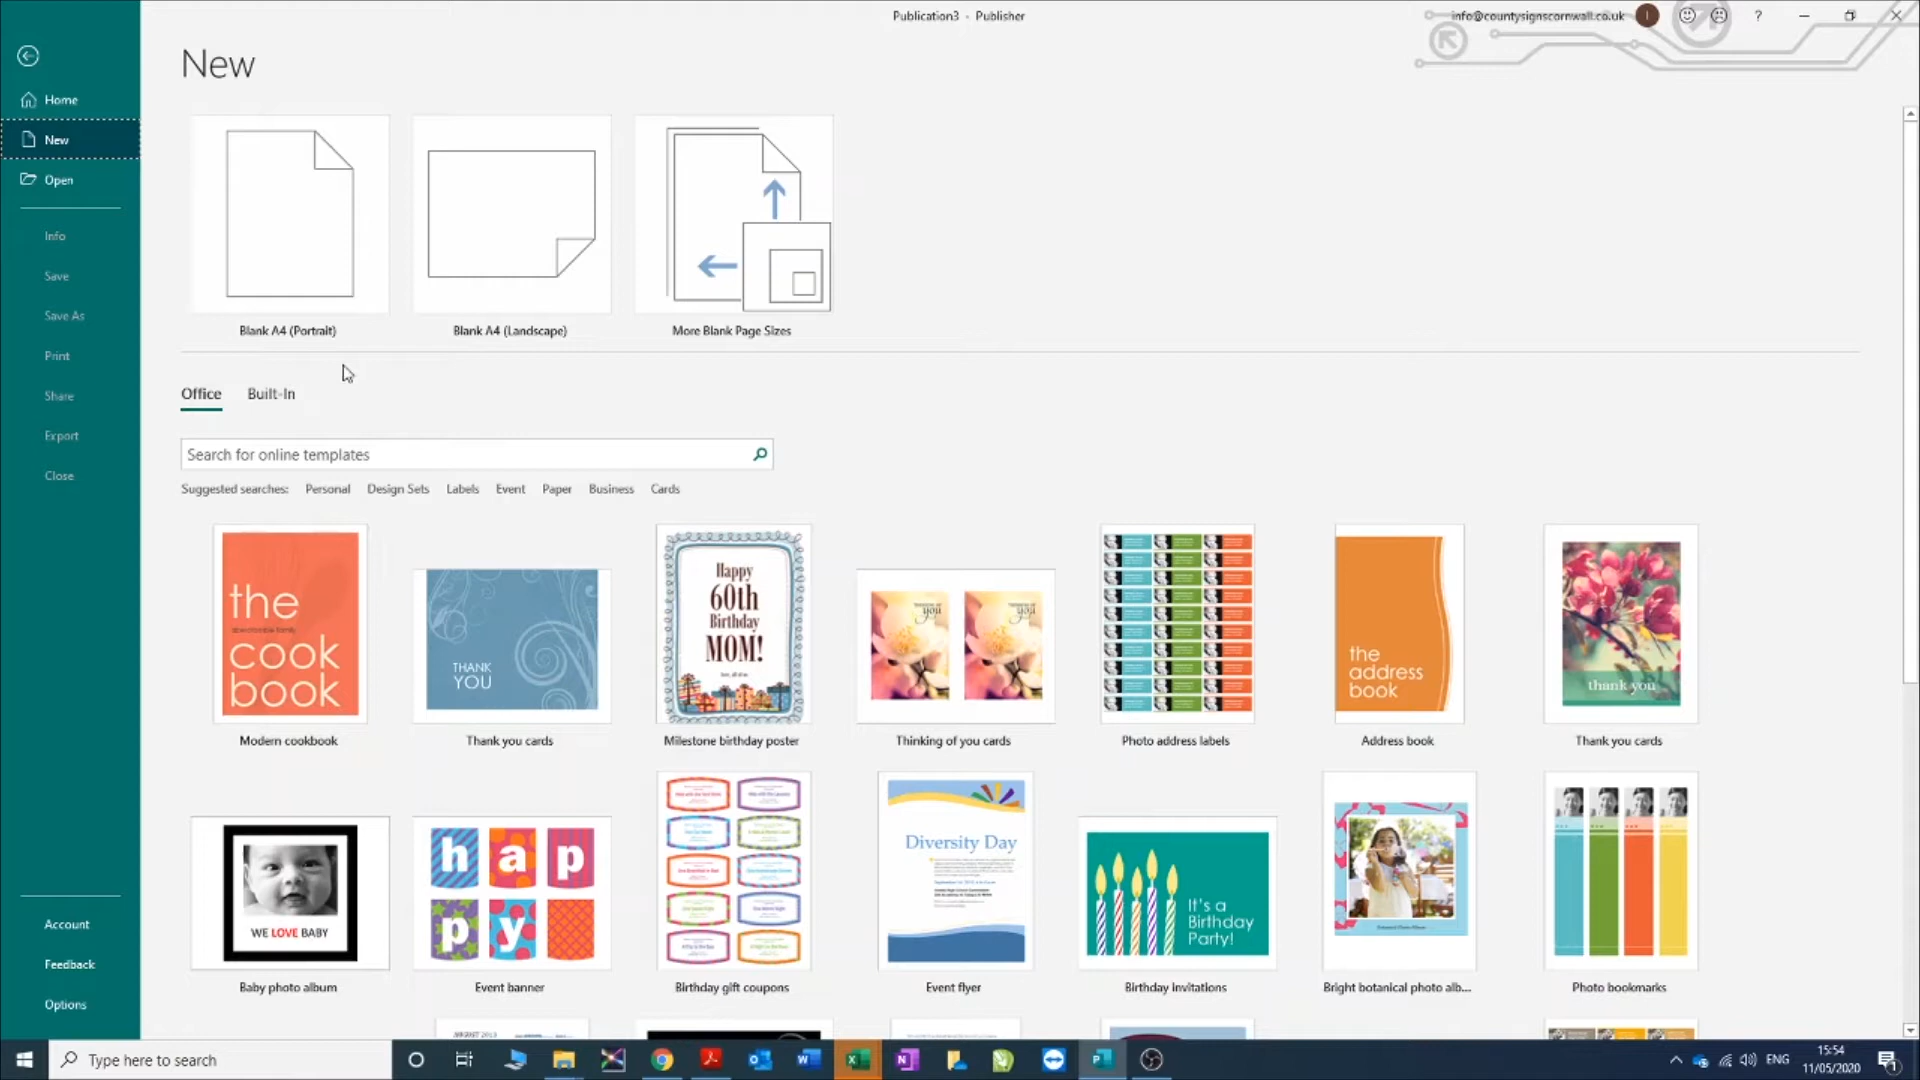 Publication3 - Publisher
info@countysignscornwall.co.uk
I
?
New
Home
New
Open
Info
Save
Save As
Print
Share
Export
Close
Account
Feedback
Options
Blank A4 (Portrait)
Blank A4 (Landscape)
More Blank Page Sizes
Office
Built-In
Search for online templates
Suggested searches: Personal Design Sets Labels Event Paper Business Cards
the
cook
book
THANK
YOU
Happy
60th
Birthday
MOM!
you
you
the
address
book
thank you
Modern cookbook
Thank you cards
Milestone birthday poster
Thinking of you cards
Photo address labels
Address book
Thank you cards
WE LOVE BABY
h a p
p y
Diversity Day
It's a
Birthday
Party!
Baby photo album
Event banner
Birthday gift coupons
Event flyer
Birthday invitations
Bright botanical photo alb...
Photo bookmarks
AUGUST 2013
Type here to search
ENG
15:54
11/05/2020
1